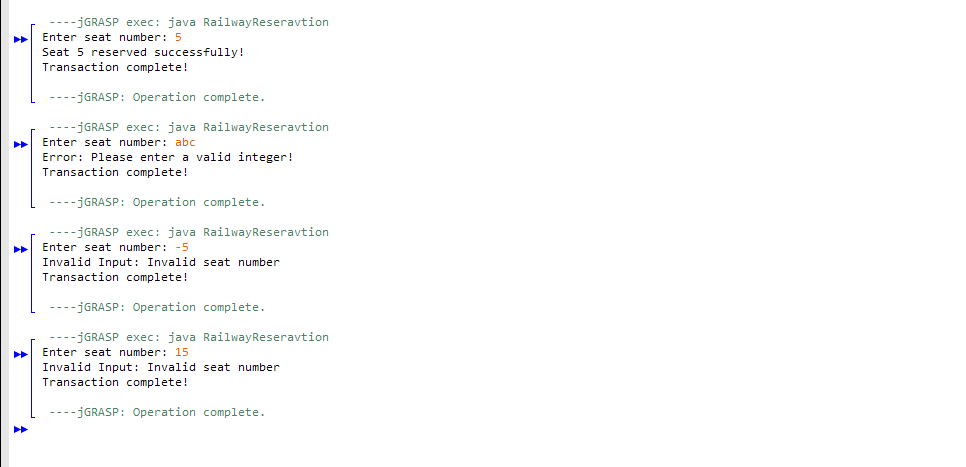 ----jGRASP exec: java RailwayReseravtion
Enter seat number: 5
Seat 5 reserved successfully!
Transaction complete!
----jGRASP: Operation complete.
----jGRASP exec: java RailwayReseravtion
Enter seat number: abc
Error: Please enter a valid integer!
Transaction complete!
----jGRASP: Operation complete.
----jGRASP exec: java RailwayReseravtion
Enter seat number: -5
Invalid Input: Invalid seat number
Transaction complete!
----jGRASP: Operation complete.
----jGRASP exec: java RailwayReseravtion
Enter seat number: 15
Invalid Input: Invalid seat number
Transaction complete!
----jGRASP: Operation complete.